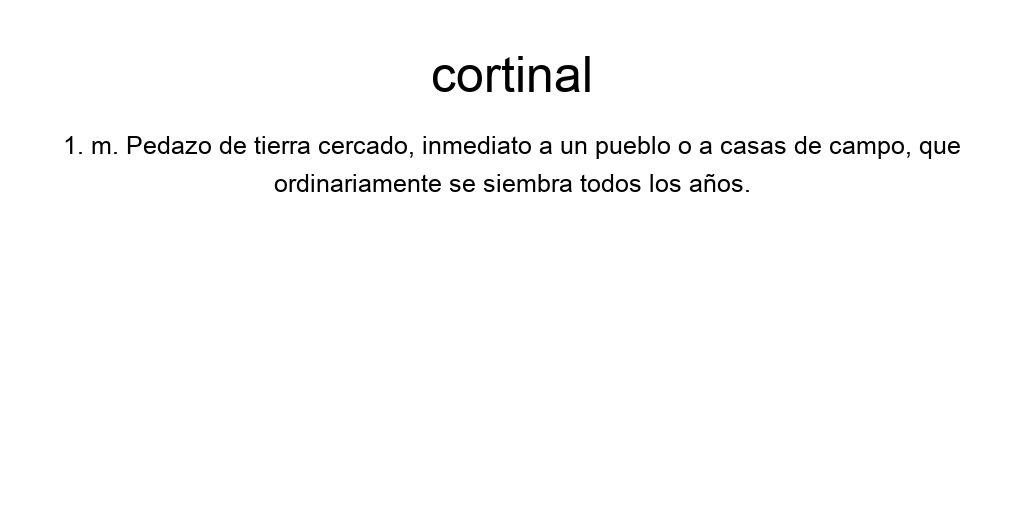 cortinal
1. m. Pedazo de tierra cercado, inmediato a un pueblo o a casas de campo, que
ordinariamente se siembra todos los años.